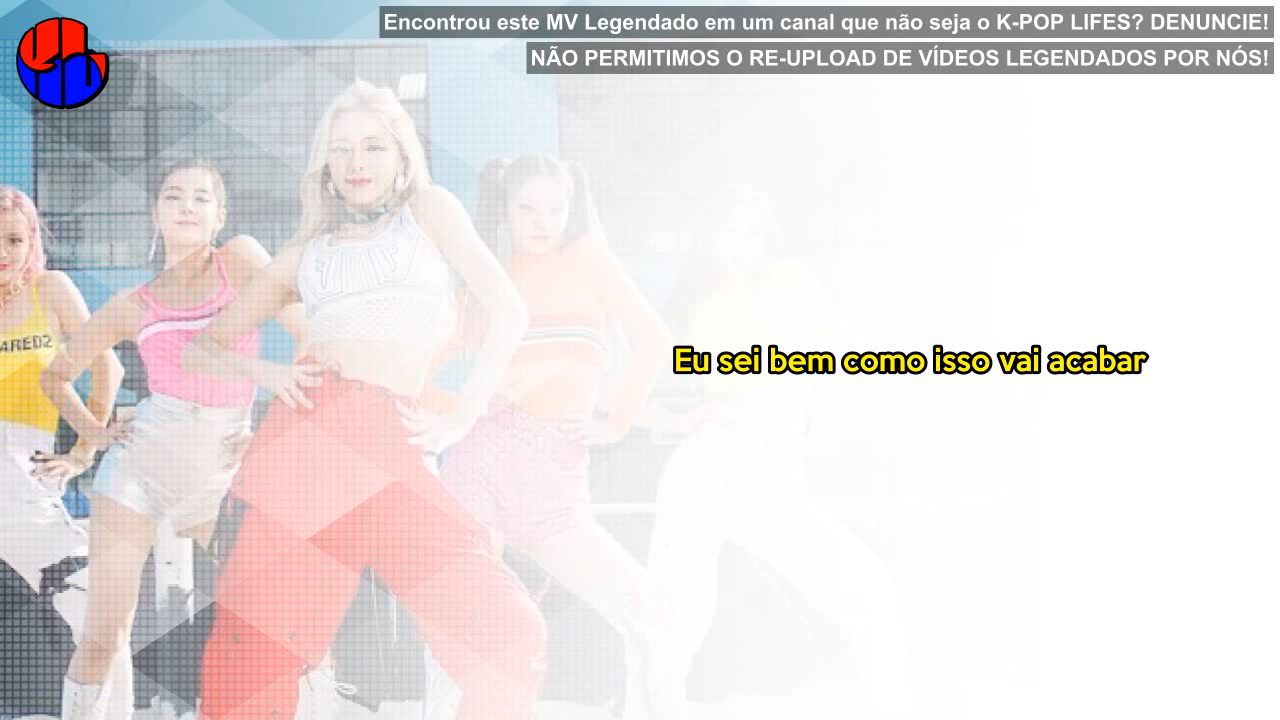 Encontrou este MV Legendado em um canal que não seja o K-POP LIFES? DENUNCIE!
NÃO PERMITIMOS O RE-UPLOAD DE VÍDEOS LEGENDADOS POR NÓS!
ARED2
Eu sei bem como isso vai acabar